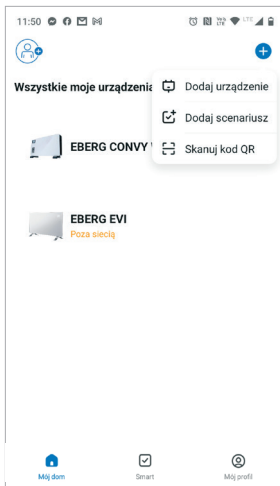 11:50
LTE
Wszystkie moje urządzenia
Dodaj urządzenie
Dodaj scenariusz
Skanuj kod QR
EBERG CONVY
EBERG EVI
Poza siecią
Mój dom
Smart
Mój profil